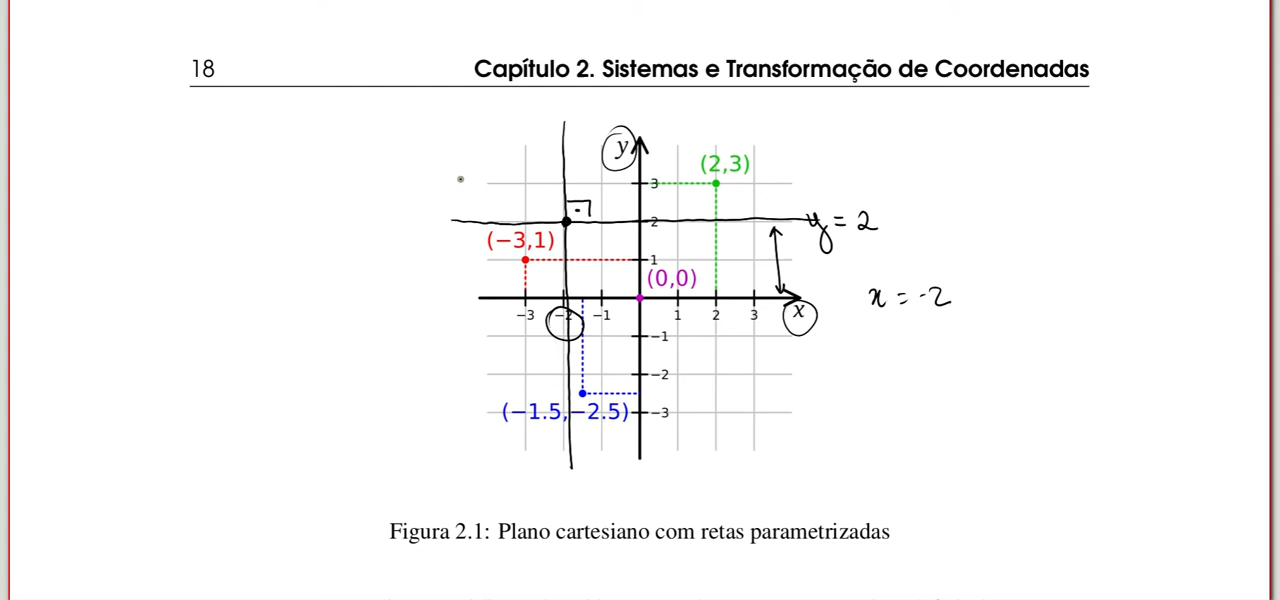 18
Capítulo 2. Sistemas e Transformação de Coordenadas
y
(2,3)
3
2
y = 2
(−3,1)
1
(0,0)
x = -2
−3 −2 −1 1 2 3 x
−1
−2
(−1.5,−2.5)
−3
Figura 2.1: Plano cartesiano com retas parametrizadas